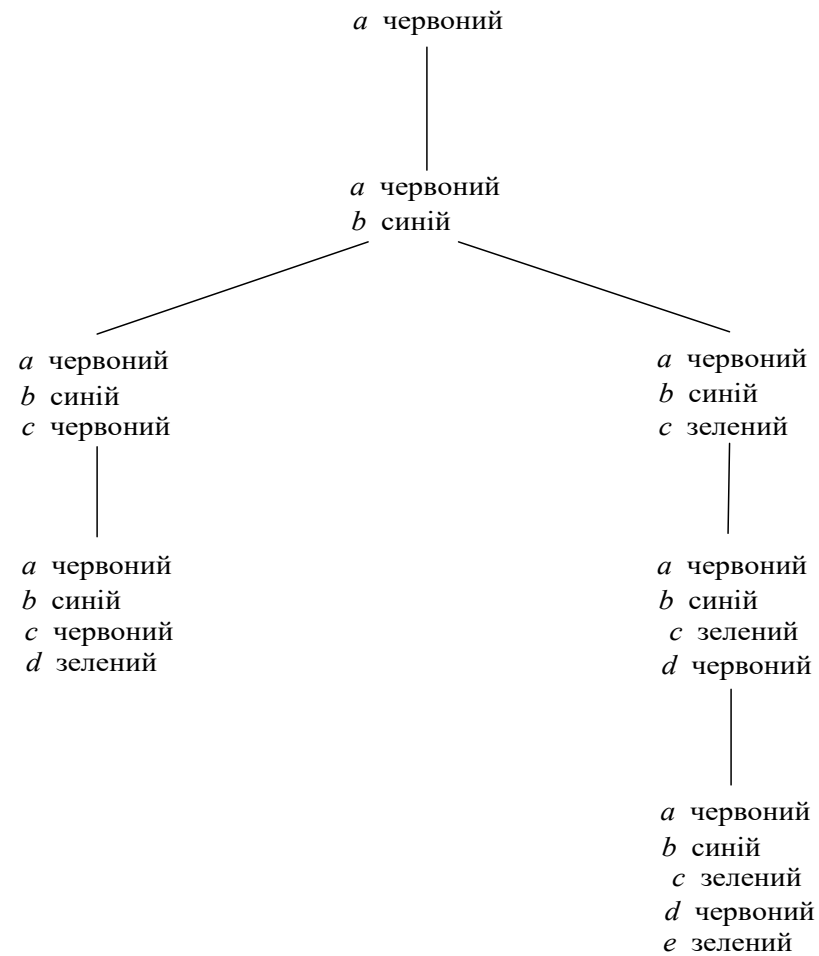 a червоний
a червоний
b синій
a червоний
b синій
c червоний
a червоний
b синій
c зелений
a червоний
b синій
c червоний
d зелений
a червоний
b синій
c зелений
d червоний
a червоний
b синій
c зелений
d червоний
e зелений